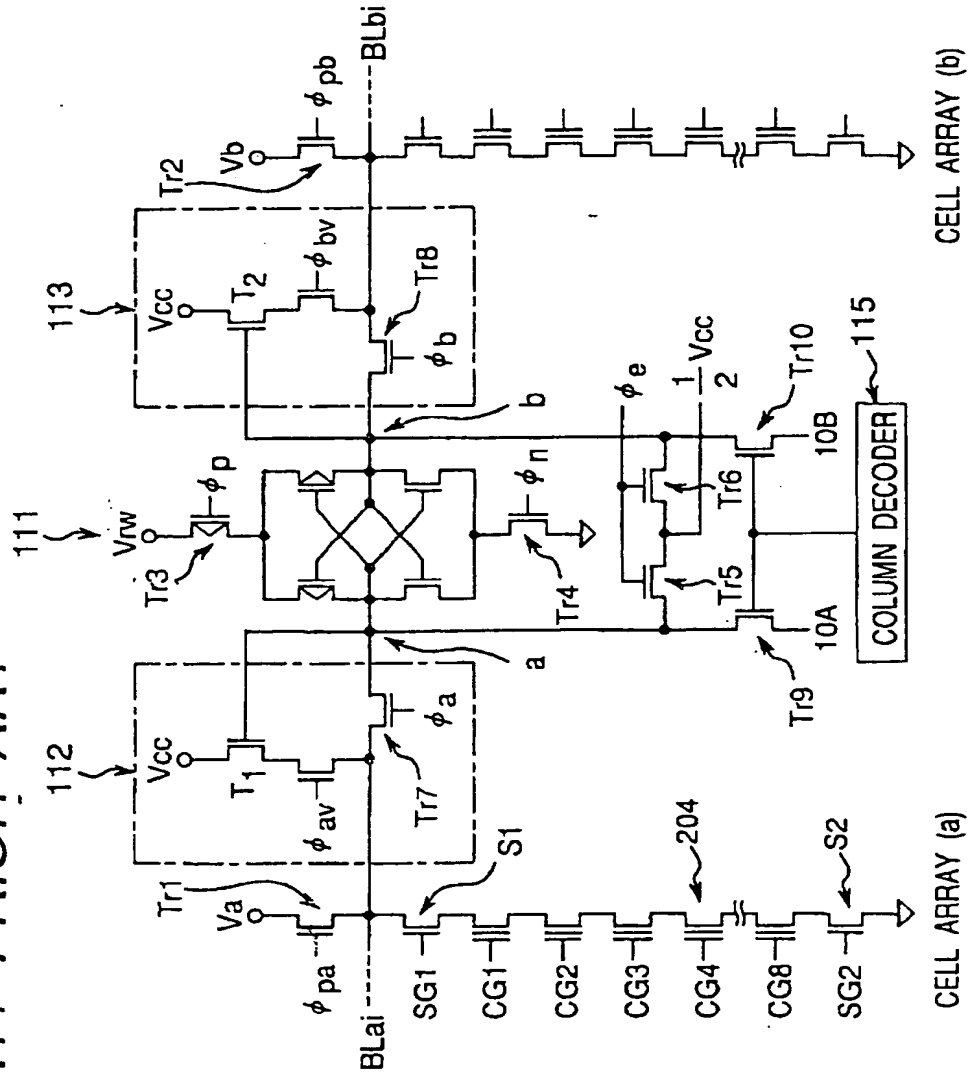 111
112
113
Vrw
Tr3
ϕp
Vcc
T1
ϕav
Tr7
ϕa
Vcc
T2
ϕbv
Tr8
ϕb
Va
Tr1
ϕpa
Vb
Tr2
ϕpb
BLai
BLbi
a
b
Tr4
ϕn
SG1
S1
CG1
CG2
CG3
CG4
204
CG8
SG2
S2
ϕe
Tr5
Tr6
1
2
Vcc
Tr9
Tr10
10A
10B
COLUMN DECODER
115
CELL ARRAY (a)
CELL ARRAY (b)